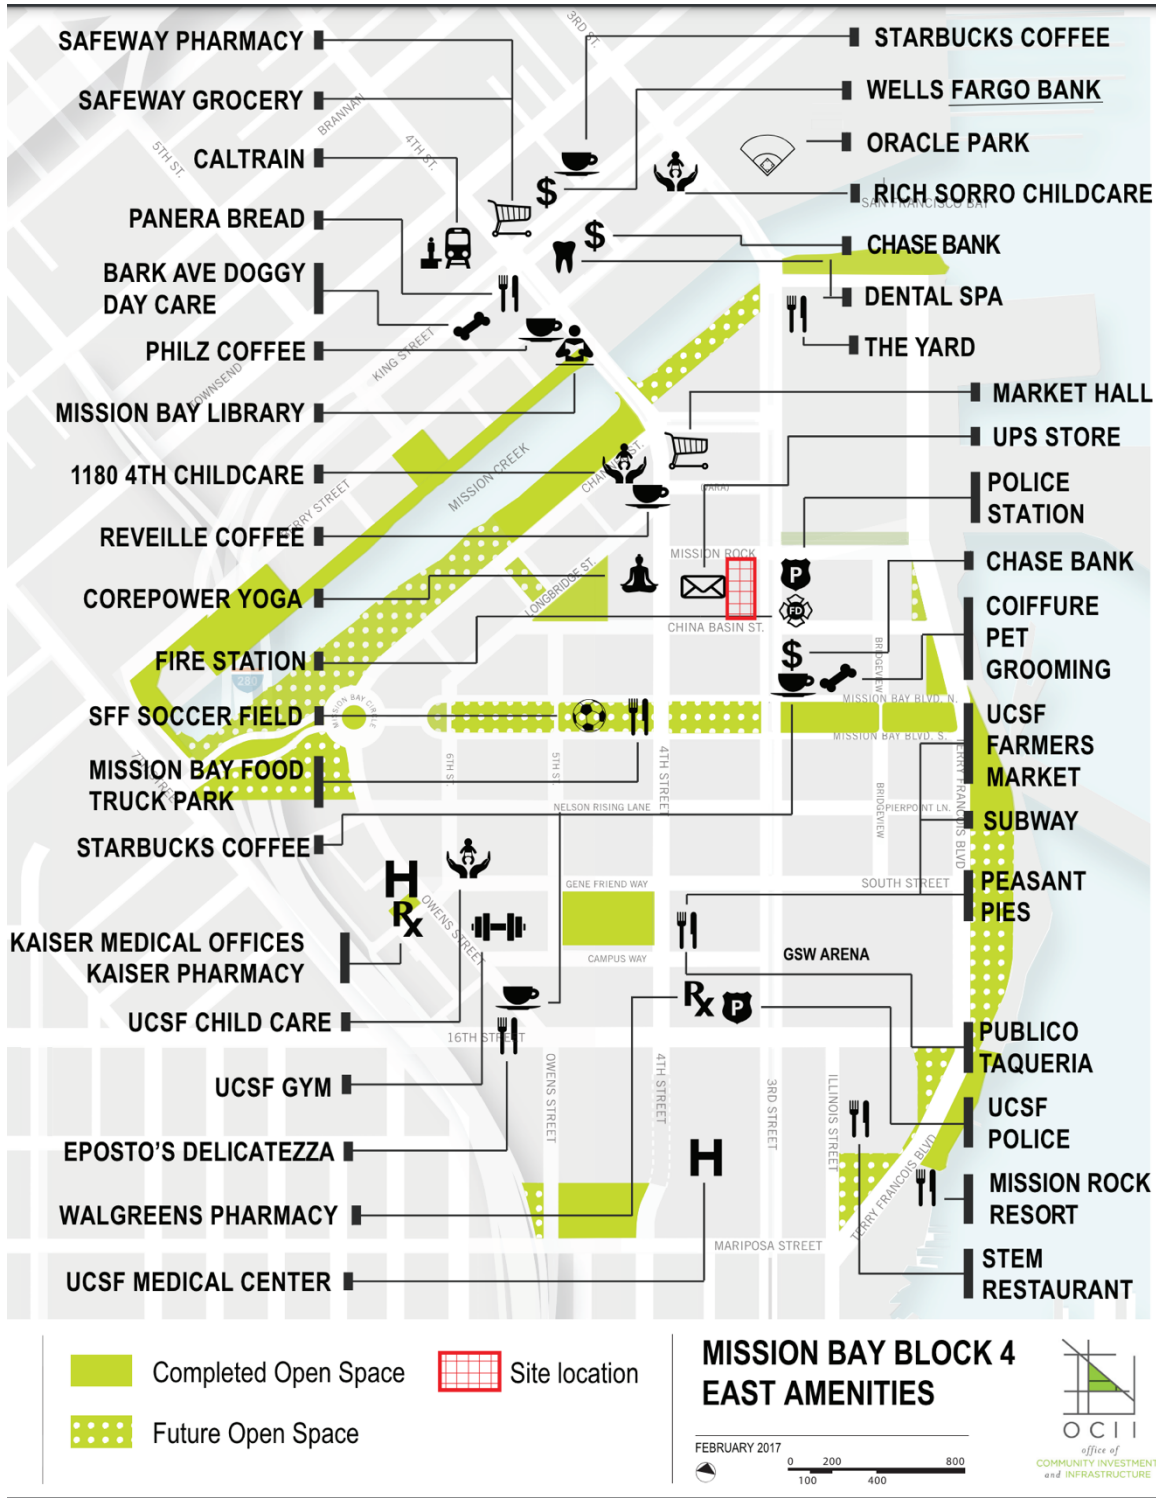 SAFEWAY PHARMACY
SAFEWAY GROCERY
CALTRAIN
PANERA BREAD
BARK AVE DOGGY
DAY CARE
PHILZ COFFEE
MISSION BAY LIBRARY
1180 4TH CHILDCARE
REVEILLE COFFEE
COREPOWER YOGA
FIRE STATION
SFF SOCCER FIELD
MISSION BAY FOOD
TRUCK PARK
STARBUCKS COFFEE
KAISER MEDICAL OFFICES
KAISER PHARMACY
UCSF CHILD CARE
UCSF GYM
EPOSTO'S DELICATEZZA
WALGREENS PHARMACY
UCSF MEDICAL CENTER
STARBUCKS COFFEE
WELLS FARGO BANK
ORACLE PARK
RICH SORRO CHILDCARE
SAN FRANCISCO BAY
CHASE BANK
DENTAL SPA
THE YARD
MARKET HALL
UPS STORE
POLICE
STATION
CHASE BANK
COIFFURE
PET
GROOMING
UCSF
FARMERS
MARKET
SUBWAY
PEASANT
PIES
PUBLICO
TAQUERIA
UCSF
POLICE
MISSION ROCK
RESORT
STEM
RESTAURANT
3RD ST.
BRANNAN
4TH ST.
5TH ST.
TOWNSEND
KING STREET
MISSION CREEK
LONGBRIDGE ST.
MISSION ROCK
CHINA BASIN ST.
P
FD
$
$
$
280
MISSION BAY CIRCLE
MISSION BAY BLVD. N.
MISSION BAY BLVD. S.
BRIDGEVIEW
BRIDGEVIEW
6TH ST.
5TH ST.
4TH STREET
NELSON RISING LANE
PIERPOINT LN.
TERRY FRANCOIS BLVD
GENE FRIEND WAY
SOUTH STREET
OWENS STREET
CAMPUS WAY
GSW ARENA
H
Rx
Rx
P
16TH STREET
OWENS STREET
4TH STREET
3RD STREET
ILLINOIS STREET
TERRY FRANCOIS BLVD
H
MARIPOSA STREET
Completed Open Space
Site location
Future Open Space
MISSION BAY BLOCK 4
EAST AMENITIES
FEBRUARY 2017
0 200 800
100 400
OCII
office of
COMMUNITY INVESTMENT
and INFRASTRUCTURE